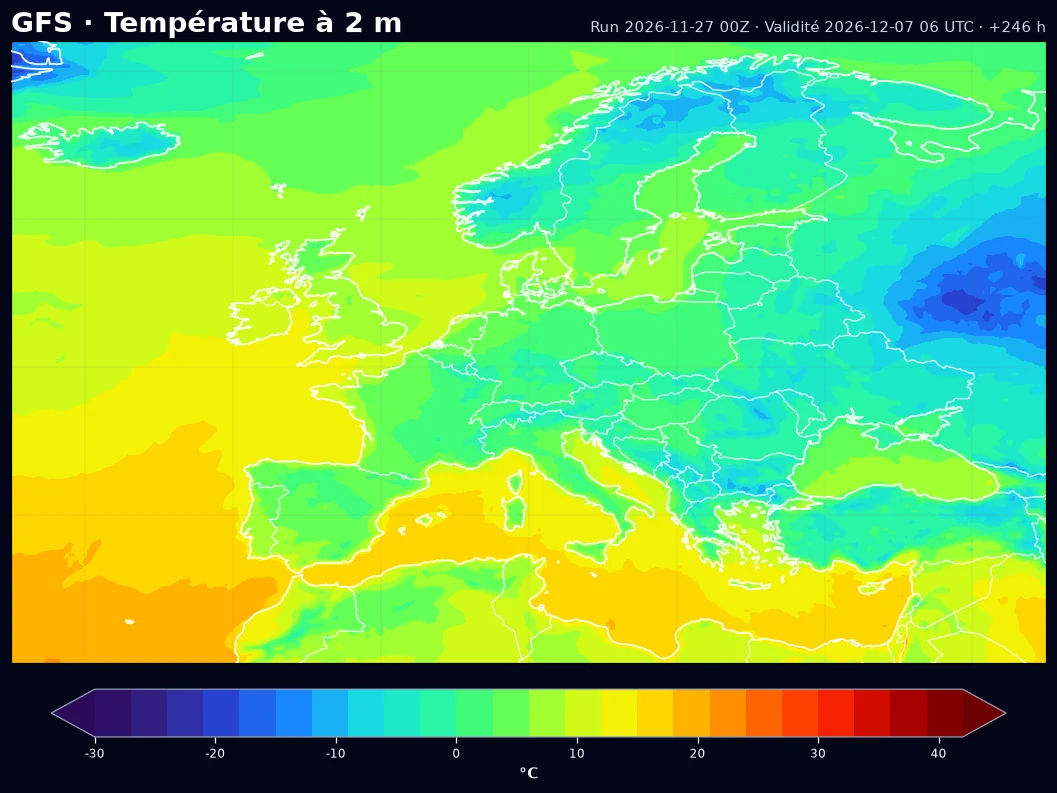 GFS · Température à 2 m
Run 2026-11-27 00Z · Validité 2026-12-07 06 UTC · +246 h
-30 -20 -10 0 10 20 30 40
°C